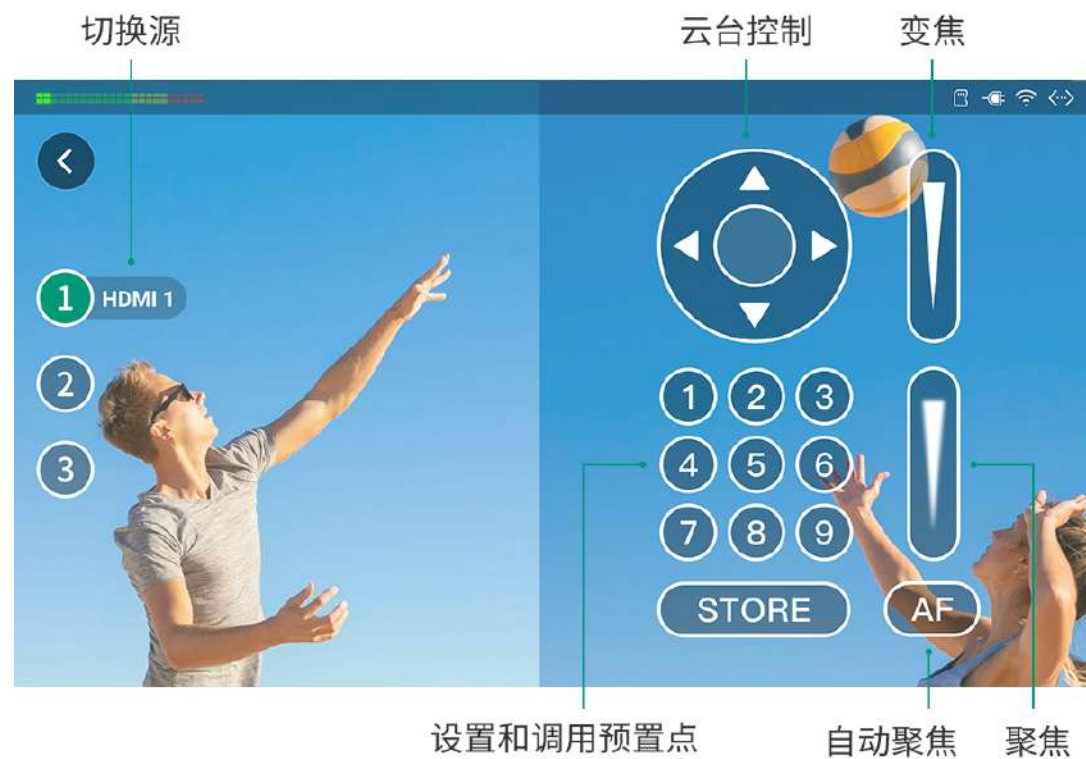 切换源
云台控制
变焦
1 HDMI 1
2
3
1 2 3
4 5 6
7 8 9
STORE
AF
设置和调用预置点
自动聚焦
聚焦